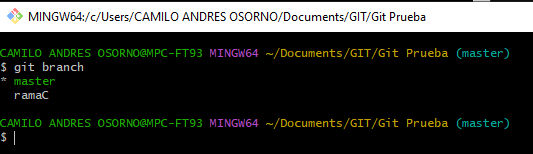 MINGW64:/c/Users/CAMILO ANDRES OSORNO/Documents/GIT/Git Prueba
CAMILO ANDRES OSORNO@MPC-FT93 MINGW64 ~/Documents/GIT/Git Prueba (master)
$ git branch
* master
  ramaC
CAMILO ANDRES OSORNO@MPC-FT93 MINGW64 ~/Documents/GIT/Git Prueba (master)
$